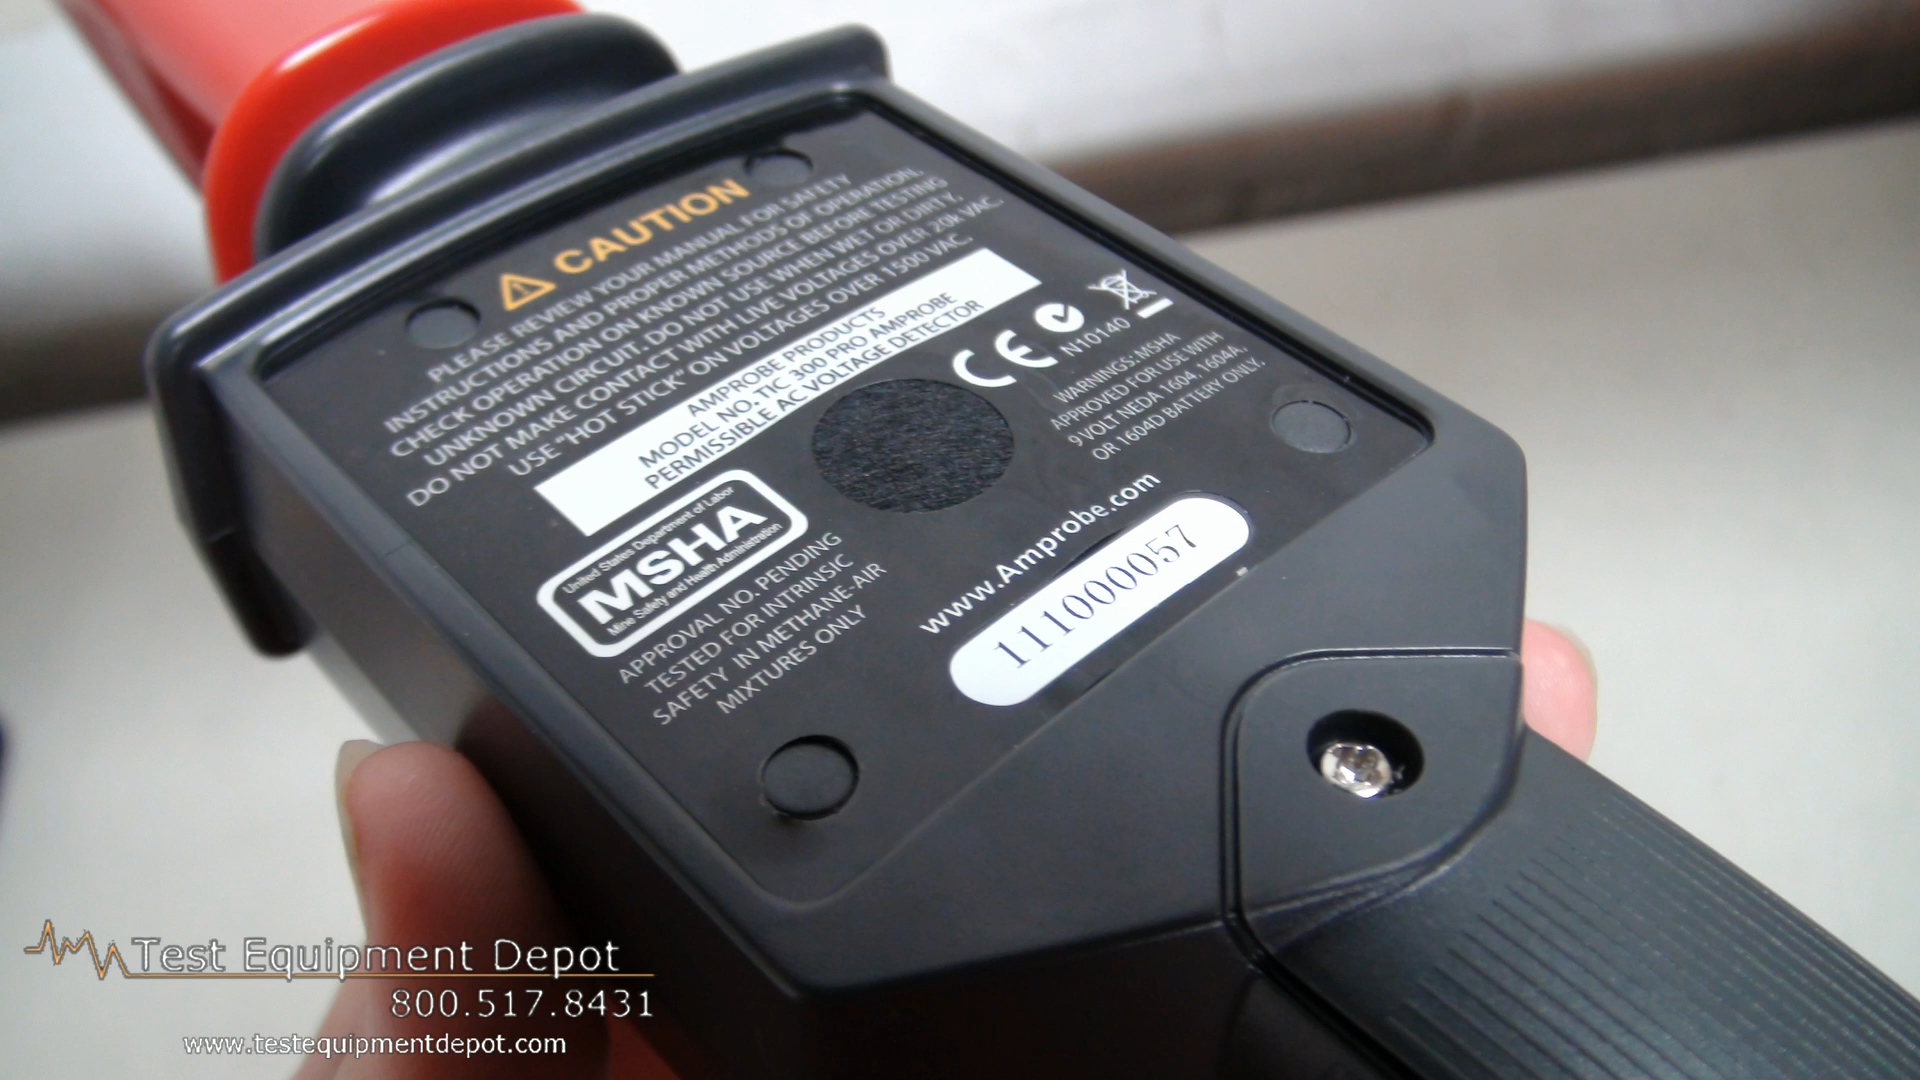 CAUTION
PLEASE REVIEW YOUR MANUAL FOR SAFETY
INSTRUCTIONS AND PROPER METHODS OF OPERATION.
CHECK OPERATION ON KNOWN SOURCE BEFORE TESTING
UNKNOWN CIRCUIT. DO NOT USE WHEN WET OR DIRTY.
DO NOT MAKE CONTACT WITH LIVE VOLTAGES OVER 20k VAC.
USE "HOT STICK" ON VOLTAGES OVER 1500 VAC.
AMPROBE PRODUCTS
MODEL NO. TIC 300 PRO AMPROBE
PERMISSIBLE AC VOLTAGE DETECTOR
CE
N10140
WARNINGS: MSHA
APPROVED FOR USE WITH
9 VOLT NEDA 1604, 1604A,
OR 1604D BATTERY ONLY.
United States Department of Labor
MSHA
Mine Safety and Health Administration
APPROVAL NO. PENDING
TESTED FOR INTRINSIC
SAFETY IN METHANE-AIR
MIXTURES ONLY
www.Amprobe.com
111000057
Test Equipment Depot
800.517.8431
www.testequipmentdepot.com